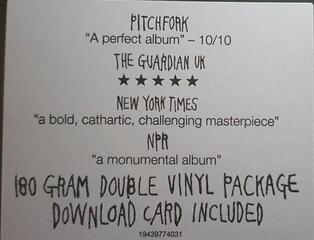 PITCHFORK
"A perfect album" – 10/10
THE GUARDIAN UK
★★★★★
NEW YORK TIMES
"a bold, cathartic, challenging masterpiece"
NPR
"a monumental album"
180 GRAM DOUBLE VINYL PACKAGE
DOWNLOAD CARD INCLUDED
19439774031